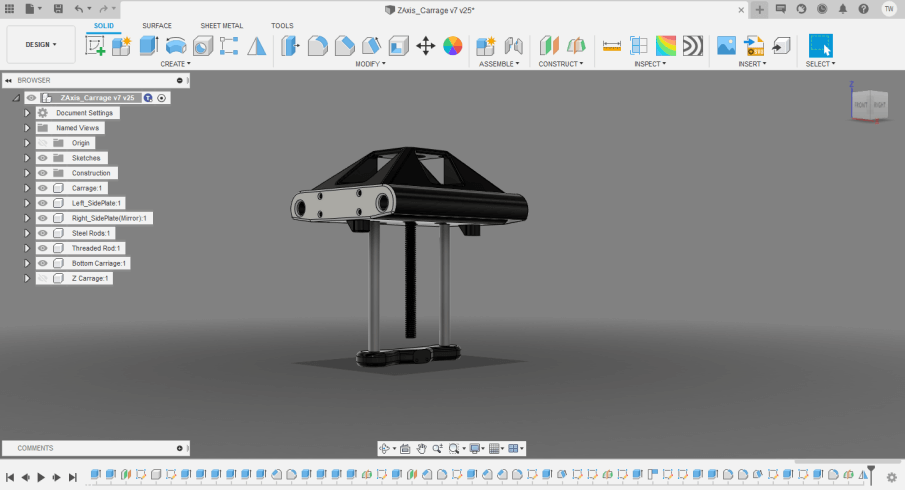 ZAxis_Carrage v7 v25*
TW
SOLID SURFACE SHEET METAL TOOLS
DESIGN
CREATE MODIFY ASSEMBLE CONSTRUCT INSPECT INSERT SELECT
BROWSER
ZAxis_Carrage v7 v25
Document Settings
Named Views
Origin
Sketches
Construction
Carrage:1
Left_SidePlate:1
Right_SidePlate(Mirror):1
Steel Rods:1
Threaded Rod:1
Bottom Carriage:1
Z Carrage:1
Z
FRONT RIGHT
COMMENTS